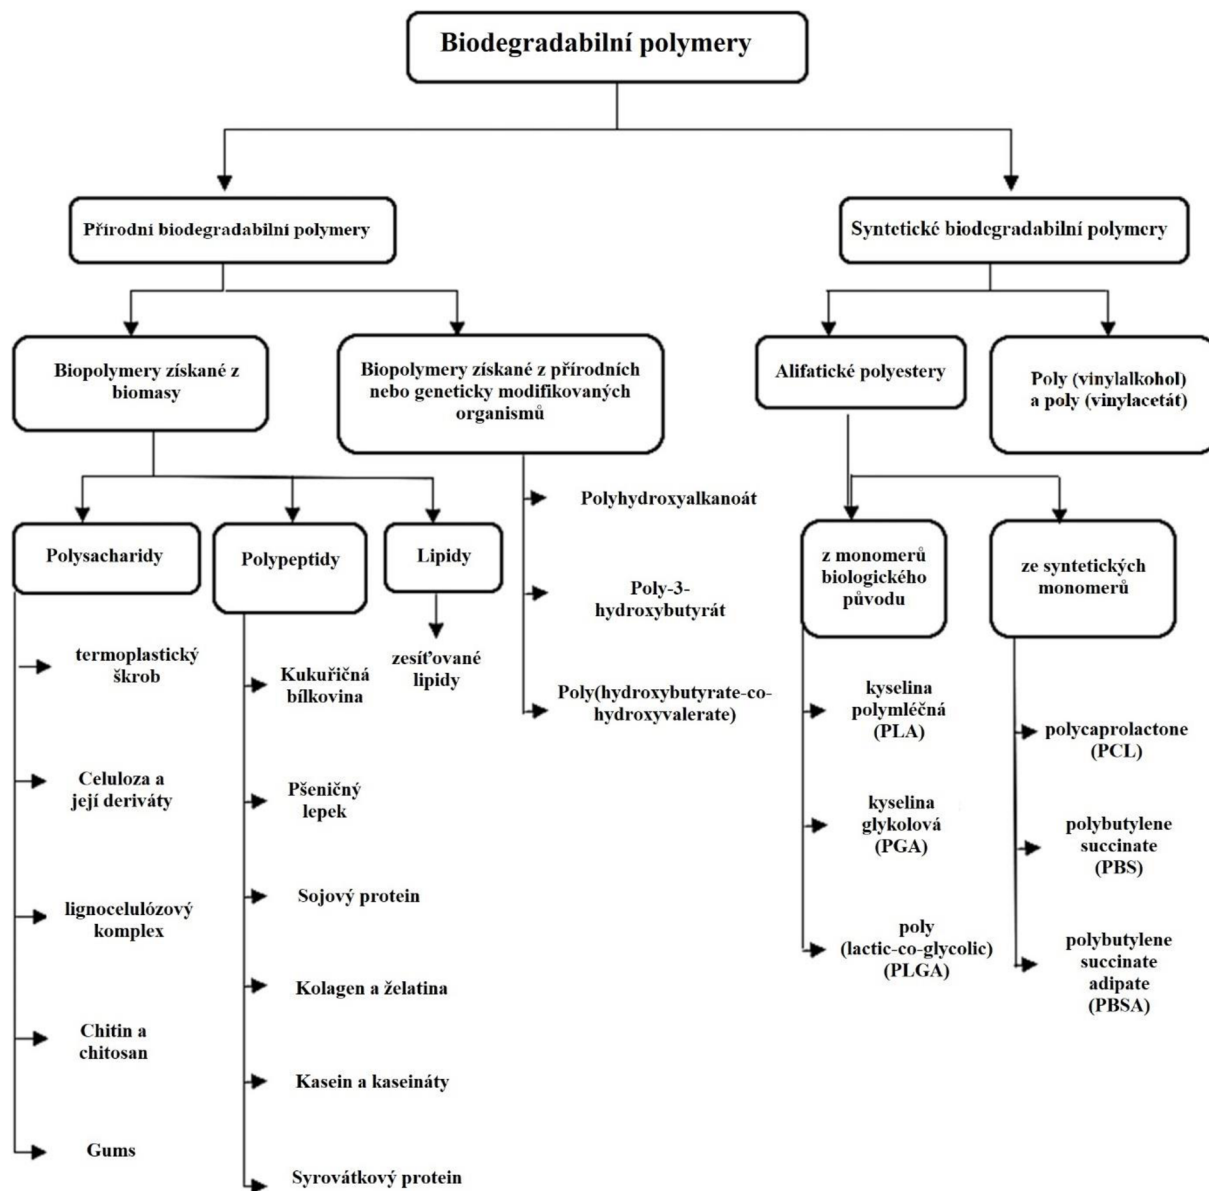 Biodegradabilní polymery
Přírodní biodegradabilní polymery
Syntetické biodegradabilní polymery
Biopolymery získané z
biomasy
Biopolymery získané z přírodních
nebo geneticky modifikovaných
organismů
Alifatické polyestery
Poly (vinylalkohol)
a poly (vinylacetát)
Polysacharidy
Polypeptidy
Lipidy
termoplastický
škrob
Celuloza a
její deriváty
lignocelulózový
komplex
Chitin a
chitosan
Gums
Kukuřičná
bílkovina
Pšeničný
lepek
Sojový protein
Kolagen a želatina
Kasein a kaseináty
Syrovátkový protein
zesíťované
lipidy
Polyhydroxyalkanoát
Poly-3-
hydroxybutyrát
Poly(hydroxybutyrate-co-
hydroxyvalerate)
z monomerů
biologického
původu
ze syntetických
monomerů
kyselina
polymléčná
(PLA)
kyselina
glykolová
(PGA)
poly
(lactic-co-glycolic)
(PLGA)
polycaprolactone
(PCL)
polybutylene
succinate
(PBS)
polybutylene
succinate
adipate
(PBSA)